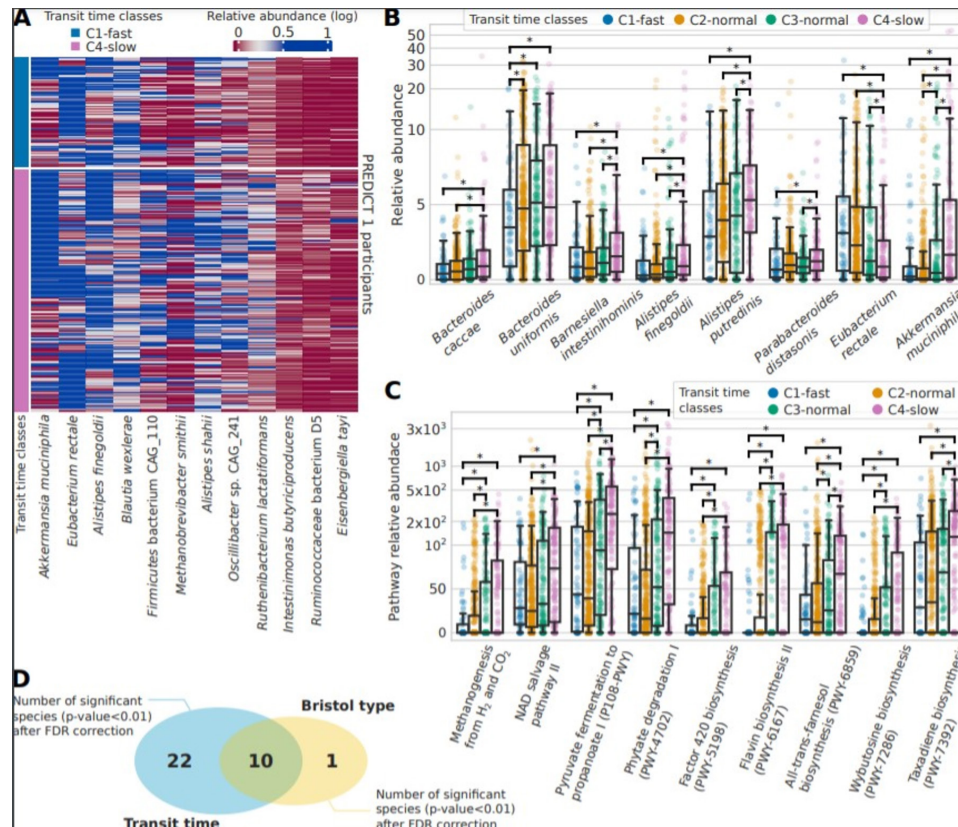 A
Transit time classes
C1-fast
C4-slow
Relative abundance (log)
0 0.5 1
PREDICT 1 participants
Transit time classes
Akkermansia muciniphila
Eubacterium rectale
Alistipes finegoldii
Blautia wexlerae
Firmicutes bacterium CAG_110
Methanobrevibacter smithii
Alistipes shahii
Oscillibacter sp. CAG_241
Ruthenibacterium lactatiformans
Intestinimonas butyriciproducens
Ruminococcaceae bacterium D5
Eisenbergiella tayi
B
Transit time classes C1-fast C2-normal C3-normal C4-slow
Relative abundance
50
40
30
20
10
5
0
* * * * * * * * * * * * * * * * * * * * * * * *
Bacteroides
caccae
Bacteroides
uniformis
Barnesiella
intestinihominis
Alistipes
finegoldii
Alistipes
putredinis
Parabacteroides
distasonis
Eubacterium
rectale
Akkermansia
muciniphila
C
Transit time
classes
C1-fast C2-normal
C3-normal C4-slow
Pathway relative abundace
3x10³
10³
5x10²
2x10²
10²
50
0
Methanogenesis
from H₂ and CO₂
NAD salvage
pathway II
Pyruvate fermentation to
propanoate I (P108-PWY)
Phytate degradation I
(PWY-4702)
Factor 420 biosynthesis
(PWY-5198)
Flavin biosynthesis II
(PWY-6167)
All-trans-farnesol
biosynthesis (PWY-6859)
Wybutosine biosynthesis
(PWY-7286)
Taxadiene biosynthesis
(PWY-7392)
D
Number of significant
species (p-value<0.01)
after FDR correction
Bristol type
22 10 1
Transit time
Number of significant
species (p-value<0.01)
after FDR correction